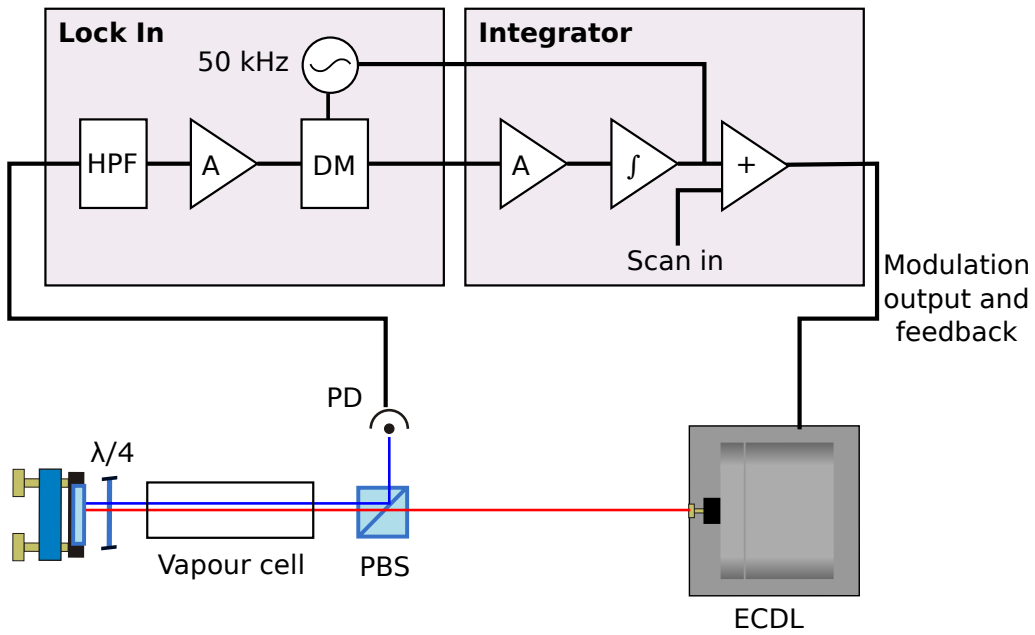 Lock In
Integrator
50 kHz
HPF
A
DM
A
∫
+
Scan in
Modulation
output and
feedback
PD
λ/4
Vapour cell
PBS
ECDL